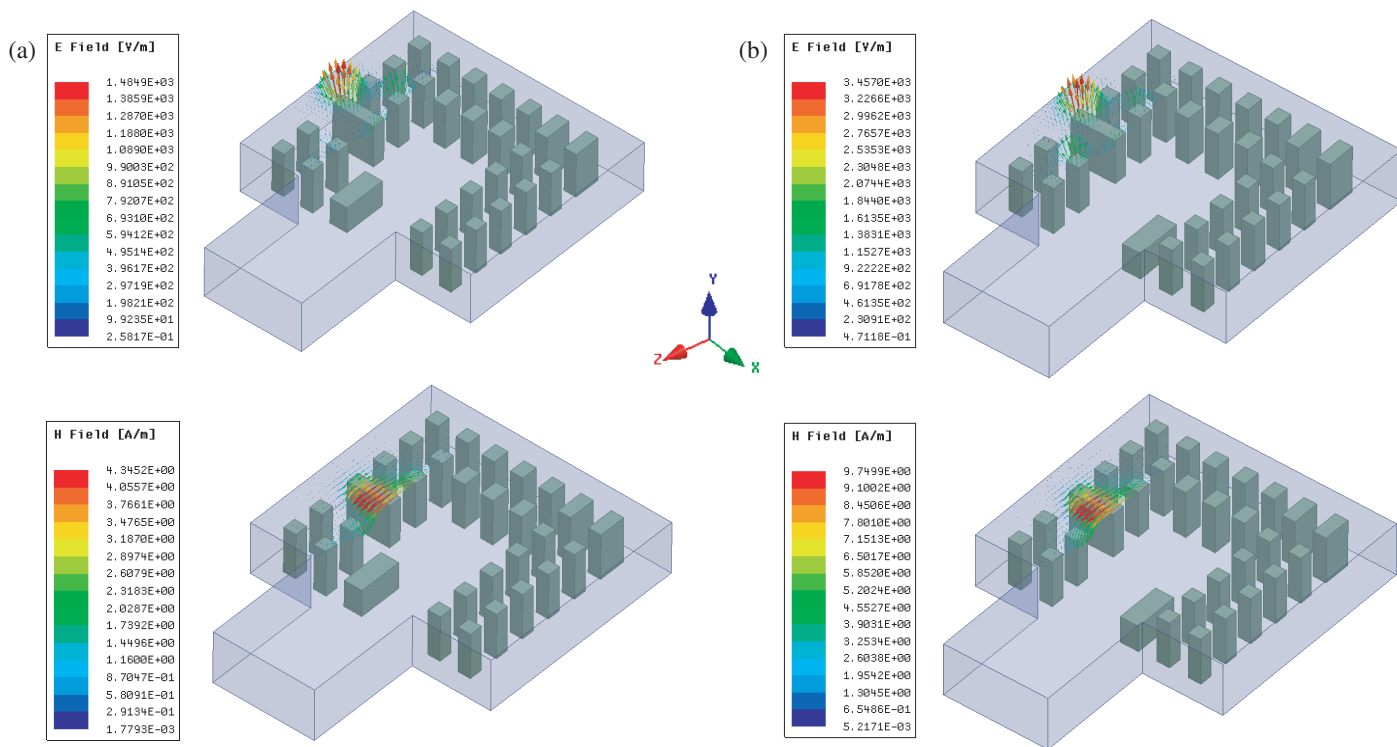 (a)
E Field [V/m]
1.4849E+03
1.3859E+03
1.2870E+03
1.1880E+03
1.0890E+03
9.9003E+02
8.9105E+02
7.9207E+02
6.9310E+02
5.9412E+02
4.9514E+02
3.9617E+02
2.9719E+02
1.9821E+02
9.9235E+01
2.5817E-01
(b)
E Field [V/m]
3.4570E+03
3.2266E+03
2.9962E+03
2.7657E+03
2.5353E+03
2.3048E+03
2.0744E+03
1.8440E+03
1.6135E+03
1.3831E+03
1.1527E+03
9.2222E+02
6.9178E+02
4.6135E+02
2.3091E+02
4.7118E-01
Y
Z
X
H Field [A/m]
4.3452E+00
4.0557E+00
3.7661E+00
3.4765E+00
3.1870E+00
2.8974E+00
2.6079E+00
2.3183E+00
2.0287E+00
1.7392E+00
1.4496E+00
1.1600E+00
8.7047E-01
5.8091E-01
2.9134E-01
1.7793E-03
H Field [A/m]
9.7499E+00
9.1002E+00
8.4506E+00
7.8010E+00
7.1513E+00
6.5017E+00
5.8520E+00
5.2024E+00
4.5527E+00
3.9031E+00
3.2534E+00
2.6038E+00
1.9542E+00
1.3045E+00
6.5486E-01
5.2171E-03